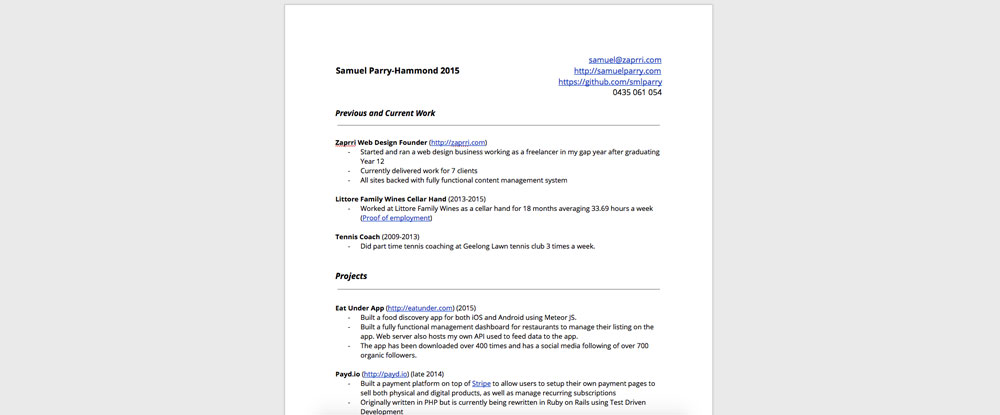 samuel@zaprri.com
Samuel Parry-Hammond 2015
http://samuelparry.com
https://github.com/smlparry
0435 061 054
Previous and Current Work
Zaprri Web Design Founder (http://zaprri.com)
- Started and ran a web design business working as a freelancer in my gap year after graduating
Year 12
- Currently delivered work for 7 clients
- All sites backed with fully functional content management system
Littore Family Wines Cellar Hand (2013-2015)
- Worked at Littore Family Wines as a cellar hand for 18 months averaging 33.69 hours a week
(Proof of employment)
Tennis Coach (2009-2013)
- Did part time tennis coaching at Geelong Lawn tennis club 3 times a week.
Projects
Eat Under App (http://eatunder.com) (2015)
- Built a food discovery app for both iOS and Android using Meteor JS.
- Built a fully functional management dashboard for restaurants to manage their listing on the
app. Web server also hosts my own API used to feed data to the app.
- The app has been downloaded over 400 times and has a social media following of over 700
organic followers.
Payd.io (http://payd.io) (late 2014)
- Built a payment platform on top of Stripe to allow users to setup their own payment pages to
sell both physical and digital products, as well as manage recurring subscriptions
- Originally written in PHP but is currently being rewritten in Ruby on Rails using Test Driven
Development